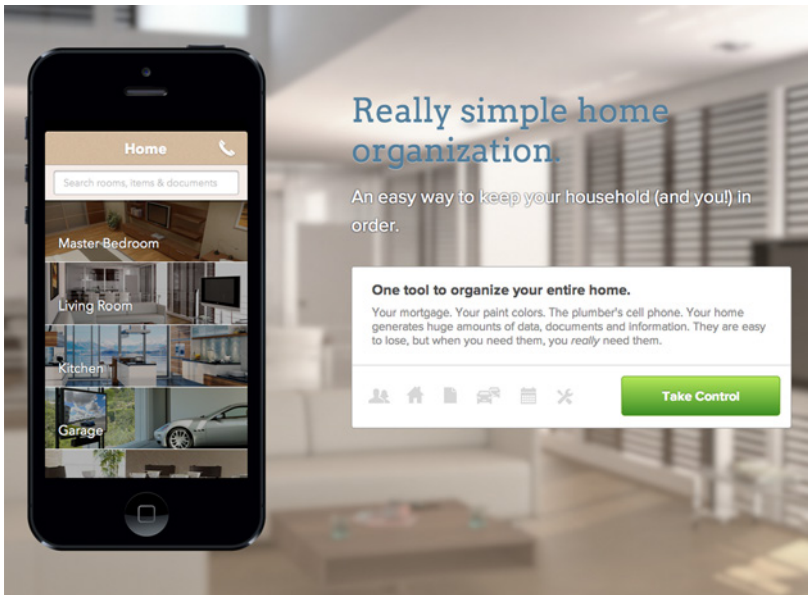 Home
Search rooms, items & documents
Master Bedroom
Living Room
Kitchen
Garage
Really simple home
organization.
An easy way to keep your household (and you!) in
order.
One tool to organize your entire home.
Your mortgage. Your paint colors. The plumber's cell phone. Your home
generates huge amounts of data, documents and information. They are easy
to lose, but when you need them, you really need them.
Take Control